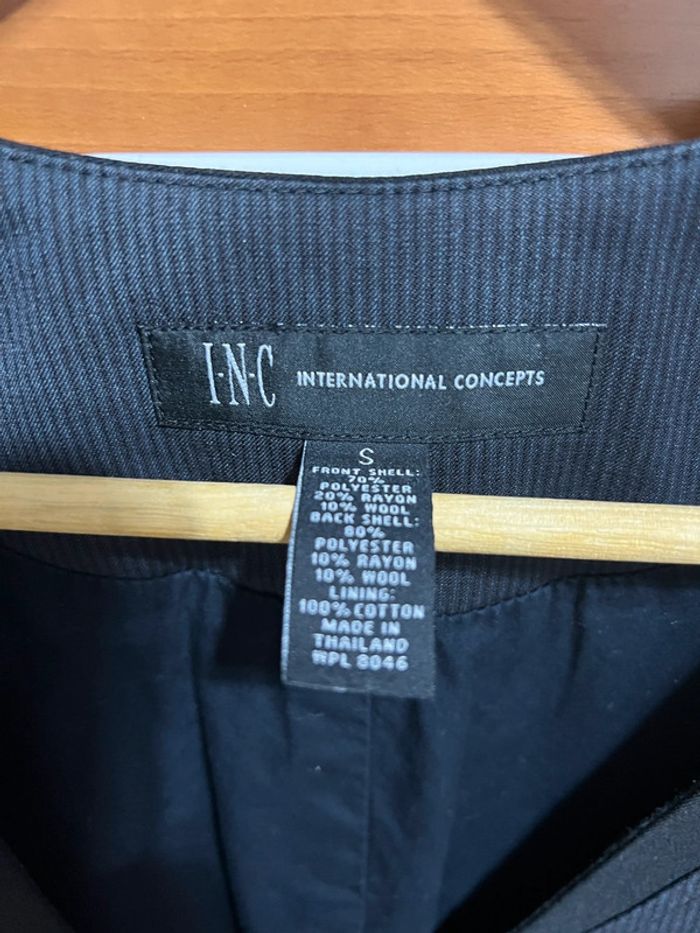 I·N·C INTERNATIONAL CONCEPTS
S
FRONT SHELL:
70%
POLYESTER
20% RAYON
10% WOOL
BACK SHELL:
80%
POLYESTER
10% RAYON
10% WOOL
LINING:
100% COTTON
MADE IN
THAILAND
WPL 8046